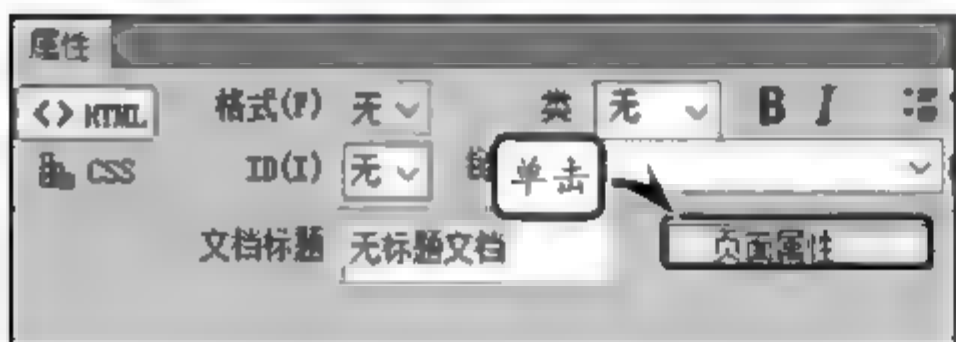 属性
<> HTML 格式(F) 无 类 无 B I
CSS ID(I) 无 单击
文档标题 无标题文档 页面属性